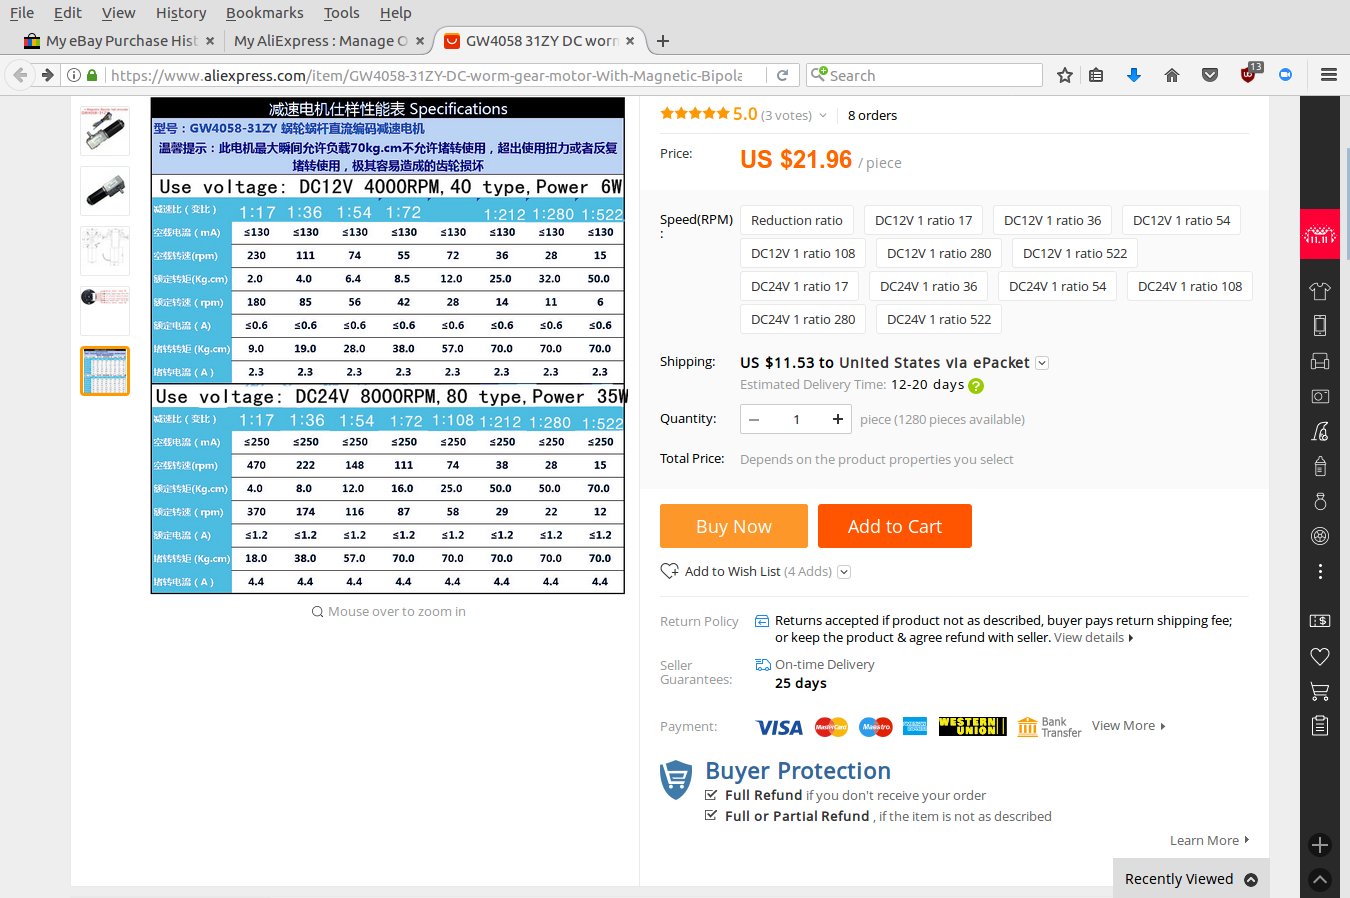 File Edit View History Bookmarks Tools Help
My eBay Purchase Hist
My AliExpress : Manage O
GW4058 31ZY DC worm
https://www.aliexpress.com/item/GW4058-31ZY-DC-worm-gear-motor-With-Magnetic-Bipola
Search
13
减速电机仕样性能表 Specifications
型号：GW4058-31ZY 蜗轮蜗杆直流编码减速电机
温馨提示：此电机最大瞬间允许负载70kg.cm不允许堵转使用，超出使用扭力或者反复
堵转使用，极其容易造成的齿轮损坏
Use voltage: DC12V 4000RPM,40 type,Power 6W
减速比（变比） 1:17 1:36 1:54 1:72 1:212 1:280 1:522
空载电流（mA） ≤130 ≤130 ≤130 ≤130 ≤130 ≤130 ≤130 ≤130
空载转速(rpm) 230 111 74 55 72 36 28 15
额定转矩(Kg.cm) 2.0 4.0 6.4 8.5 12.0 25.0 32.0 50.0
额定转速（rpm） 180 85 56 42 28 14 11 6
额定电流（A） ≤0.6 ≤0.6 ≤0.6 ≤0.6 ≤0.6 ≤0.6 ≤0.6 ≤0.6
堵转转矩 (Kg.cm) 9.0 19.0 28.0 38.0 57.0 70.0 70.0 70.0
堵转电流（A） 2.3 2.3 2.3 2.3 2.3 2.3 2.3 2.3
Use voltage: DC24V 8000RPM,80 type,Power 35W
减速比（变比） 1:17 1:36 1:54 1:72 1:108 1:212 1:280 1:522
空载电流（mA） ≤250 ≤250 ≤250 ≤250 ≤250 ≤250 ≤250 ≤250
空载转速(rpm) 470 222 148 111 74 38 28 15
额定转矩(Kg.cm) 4.0 8.0 12.0 16.0 25.0 50.0 50.0 70.0
额定转速（rpm） 370 174 116 87 58 29 22 12
额定电流（A） ≤1.2 ≤1.2 ≤1.2 ≤1.2 ≤1.2 ≤1.2 ≤1.2 ≤1.2
堵转转矩 (Kg.cm) 18.0 38.0 57.0 70.0 70.0 70.0 70.0 70.0
堵转电流（A） 4.4 4.4 4.4 4.4 4.4 4.4 4.4 4.4
Mouse over to zoom in
5.0 (3 votes) 8 orders
Price: US $21.96 / piece
Speed(RPM) : Reduction ratio DC12V 1 ratio 17 DC12V 1 ratio 36 DC12V 1 ratio 54
DC12V 1 ratio 108 DC12V 1 ratio 280 DC12V 1 ratio 522
DC24V 1 ratio 17 DC24V 1 ratio 36 DC24V 1 ratio 54 DC24V 1 ratio 108
DC24V 1 ratio 280 DC24V 1 ratio 522
Shipping: US $11.53 to United States via ePacket
Estimated Delivery Time: 12-20 days ?
Quantity: 1 piece (1280 pieces available)
Total Price: Depends on the product properties you select
Buy Now Add to Cart
Add to Wish List (4 Adds)
Return Policy Returns accepted if product not as described, buyer pays return shipping fee;
or keep the product & agree refund with seller. View details
Seller Guarantees: On-time Delivery
25 days
Payment: VISA MasterCard Maestro WESTERN UNION Bank Transfer View More
Buyer Protection
Full Refund if you don't receive your order
Full or Partial Refund , if the item is not as described
Learn More
Recently Viewed
11.11